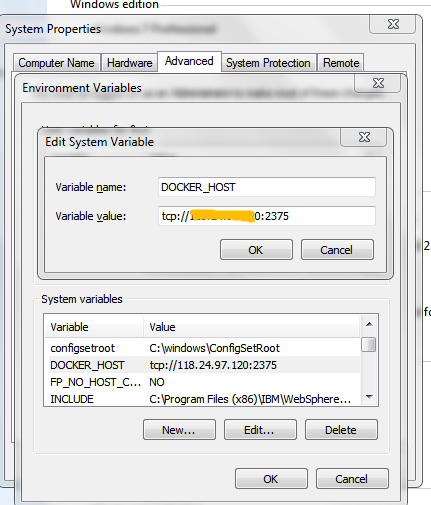 Windows edition
System Properties
Computer Name Hardware Advanced System Protection Remote
Environment Variables
Edit System Variable
Variable name: DOCKER_HOST
Variable value: tcp://1 0:2375
OK Cancel
System variables
Variable Value
configsetroot C:\windows\ConfigSetRoot
DOCKER_HOST tcp://118.24.97.120:2375
FP_NO_HOST_C... NO
INCLUDE C:\Program Files (x86)\IBM\WebSphere...
New... Edit... Delete
OK Cancel